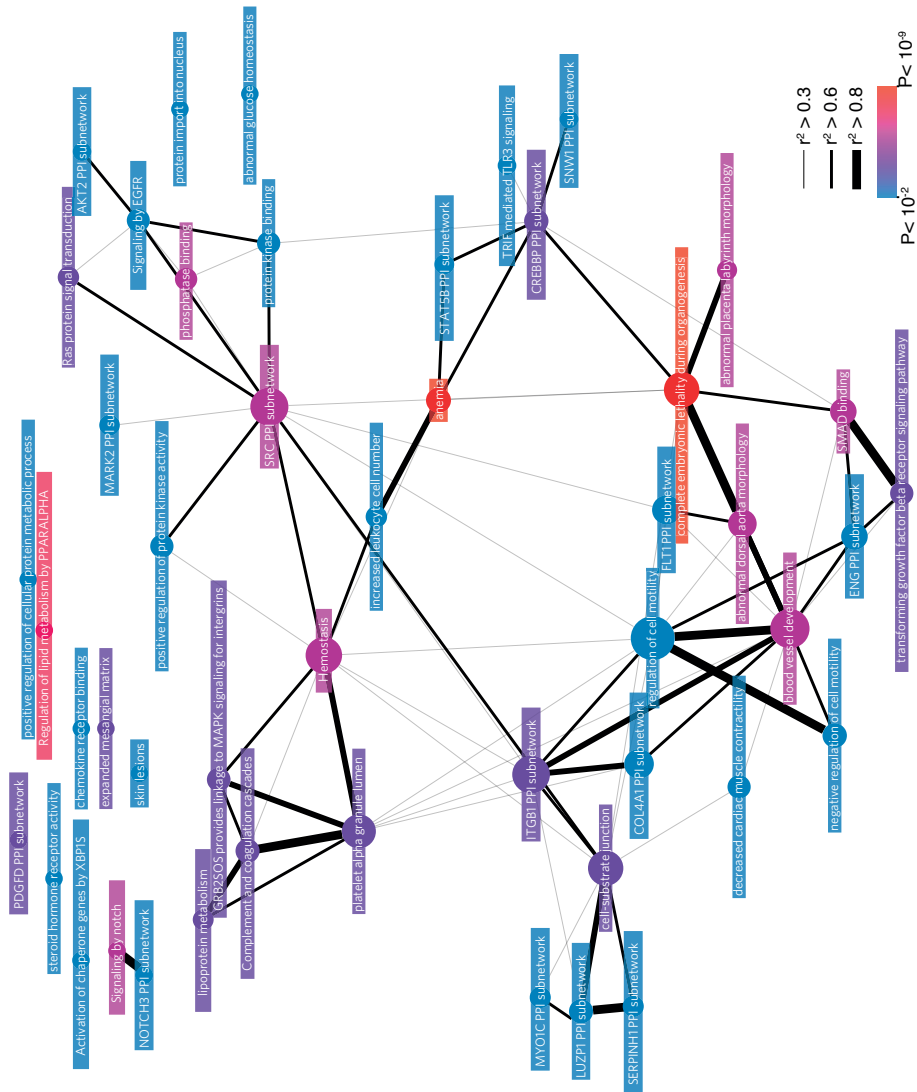 PDGFD PPI subnetwork
steroid hormone receptor activity
Activation of chaperone genes by XBP1S
Signaling by notch
NOTCH3 PPI subnetwork
positive regulation of cellular protein metabolic process
Regulation of lipid metabolism by PPARALPHA
chemokine receptor binding
expanded mesangial matrix
skin lesions
MARK2 PPI subnetwork
positive regulation of protein kinase activity
Ras protein signal transduction
AKT2 PPI subnetwork
Signaling by EGFR
phosphatase binding
protein kinase binding
protein import into nucleus
abnormal glucose homeostasis
SRC PPI subnetwork
lipoprotein metabolism
GRB2SOS provides linkage to MAPK signaling for intergrins
Complement and coagulation cascades
Hemostasis
platelet alpha granule lumen
increased leukocyte cell number
anemia
STAT5B PPI subnetwork
TRIF mediated TLR3 signaling
CREBBP PPI subnetwork
SNW1 PPI subnetwork
MYO1C PPI subnetwork
LUZP1 PPI subnetwork
SERPINH1 PPI subnetwork
ITGB1 PPI subnetwork
cell-substrate junction
COL4A1 PPI subnetwork
regulation of cell motility
FLT1 PPI subnetwork
complete embryonic lethality during organogenesis
abnormal placenta labyrinth morphology
abnormal dorsal aorta morphology
decreased cardiac muscle contractility
blood vessel development
negative regulation of cell motility
SMAD binding
ENG PPI subnetwork
transforming growth factor beta receptor signaling pathway
r² > 0.3
r² > 0.6
r² > 0.8
P< 10⁻²
P< 10⁻⁹